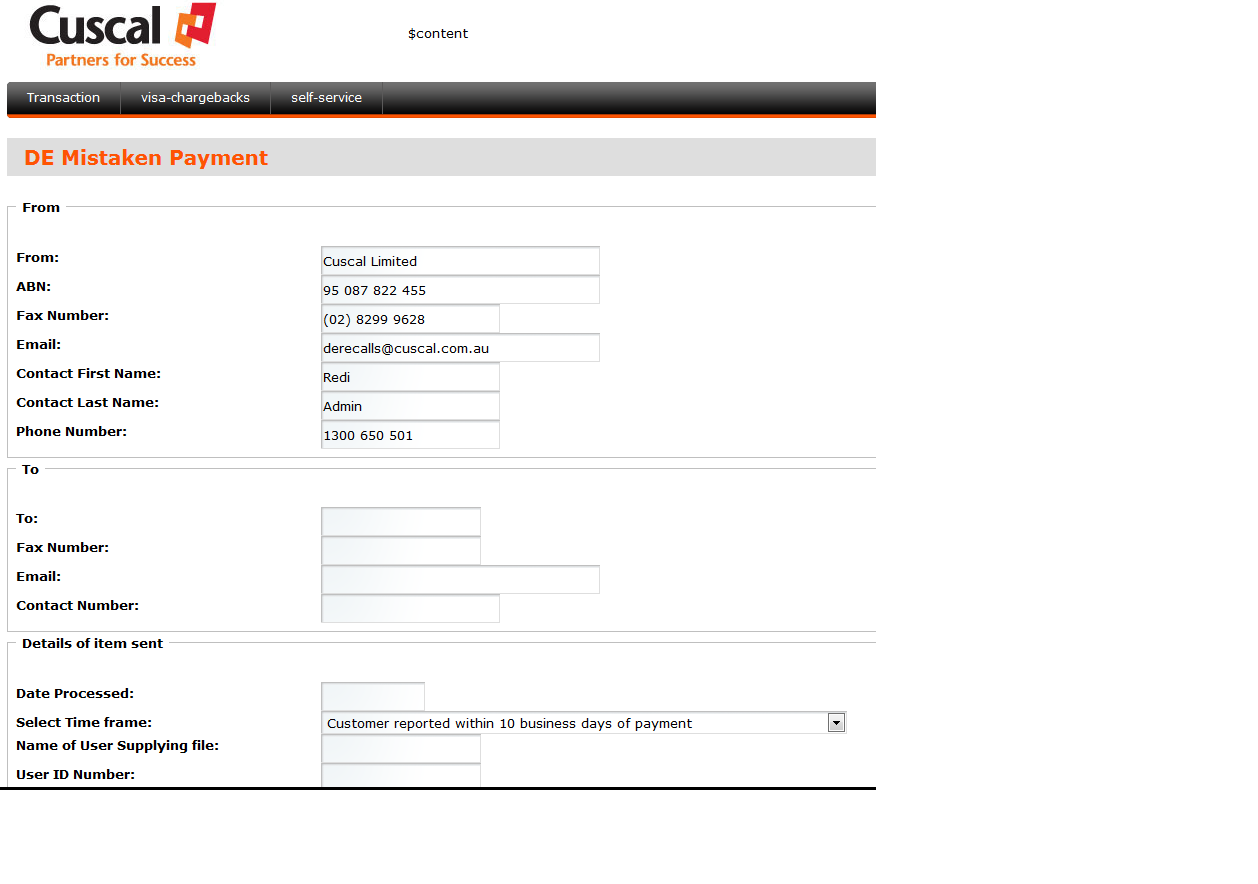 Cuscal
Partners for Success
$content
Transaction visa-chargebacks self-service
DE Mistaken Payment
From
From: Cuscal Limited
ABN: 95 087 822 455
Fax Number: (02) 8299 9628
Email: derecalls@cuscal.com.au
Contact First Name: Redi
Contact Last Name: Admin
Phone Number: 1300 650 501
To
To:
Fax Number:
Email:
Contact Number:
Details of item sent
Date Processed:
Select Time frame: Customer reported within 10 business days of payment
Name of User Supplying file:
User ID Number: